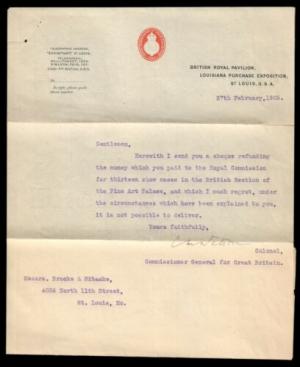 TELEGRAPHIC ADDRESS,
BRITISH ROYAL PAVILION,
LOUISIANA PURCHASE EXPOSITION,
ST LOUIS, U.S.A.
27th February, 1905.
Gentlemen,
Herewith I send you a cheque refunding
the money which you paid to the Royal Commission
for thirteen show cases in the British Section of
the Fine Art Palace, and which I much regret, under
the circumstances which have been explained to you,
it is not possible to deliver.
Yours faithfully,
Colonel,
Commissioner General for Great Britain.
Messrs. Brooke &
North 11th Street,
St. Louis, Mo.